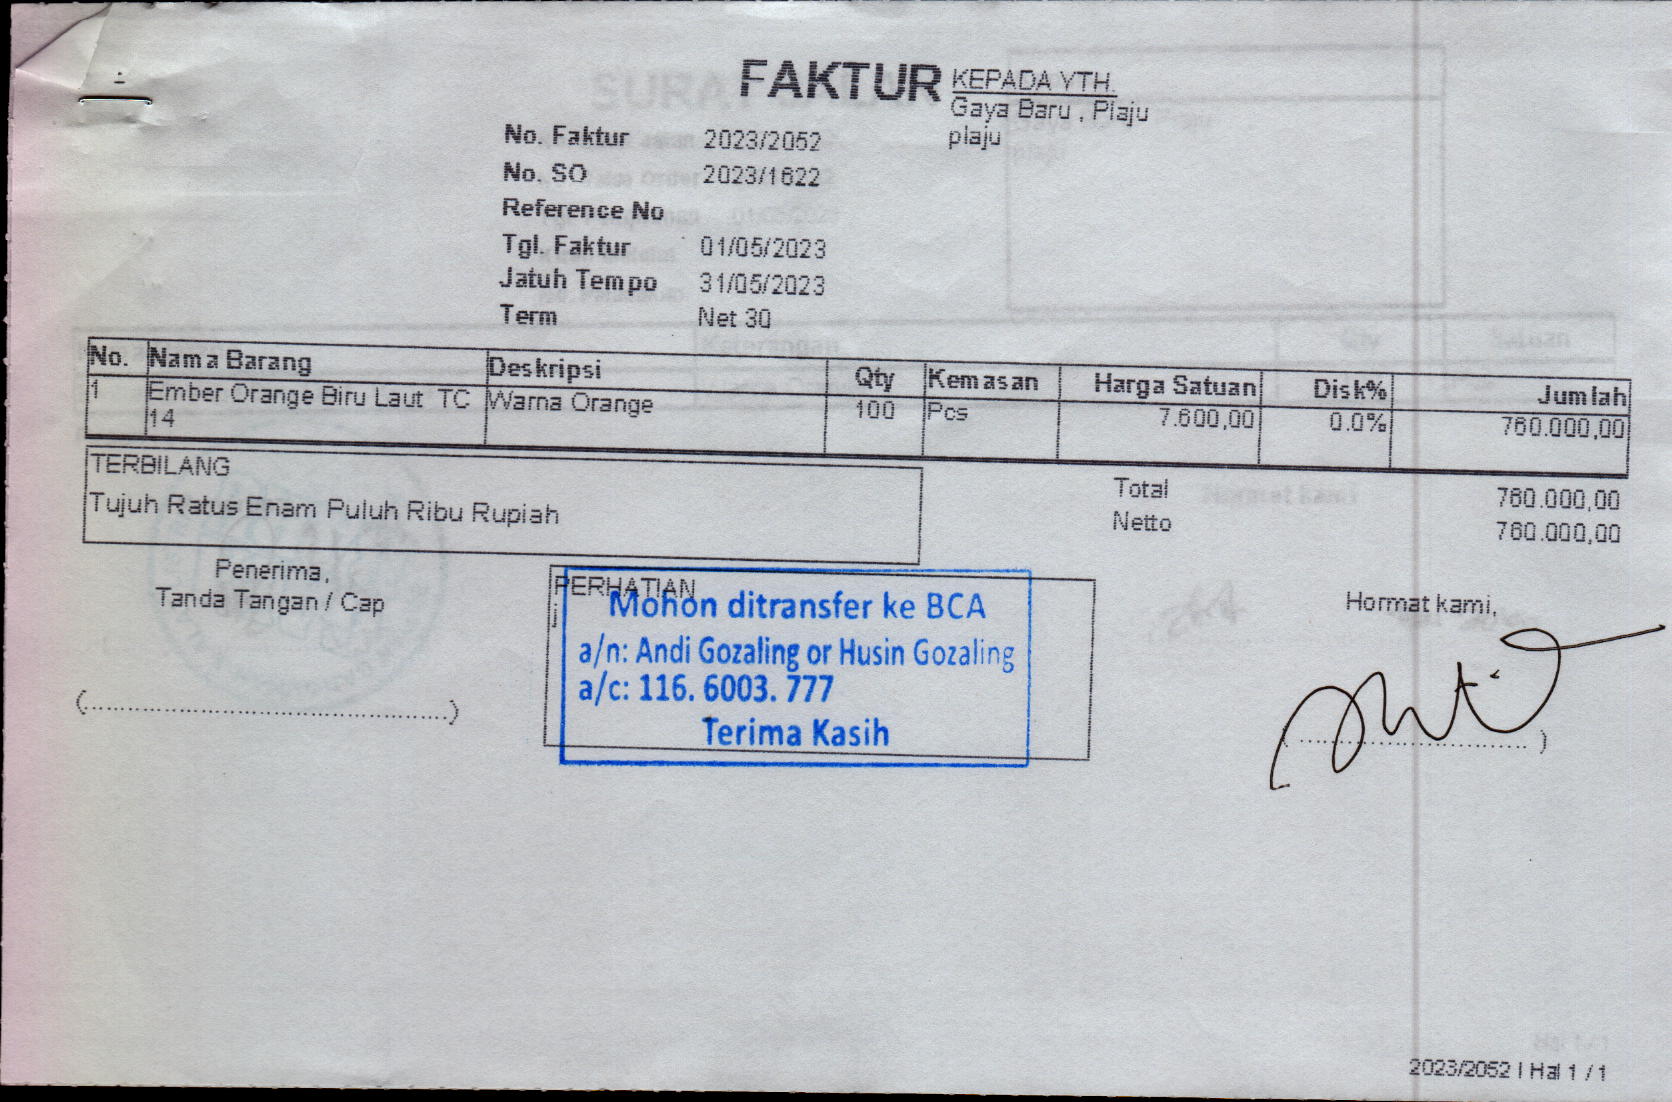 FAKTUR
KEPADA YTH.
Gaya Baru , Plaju
plaju
No. Faktur 2023/2052
No. SO 2023/1622
Reference No
Tgl. Faktur 01/05/2023
Jatuh Tempo 31/05/2023
Term Net 30
No. Nama Barang Deskripsi Qty Kemasan Harga Satuan Disk% Jumlah
1 Ember Orange Biru Laut TC Warna Orange 100 Pcs 7.600,00 0.0% 760.000,00
14
TERBILANG
Tujuh Ratus Enam Puluh Ribu Rupiah
Total 760.000,00
Netto 760.000,00
Penerima,
Tanda Tangan / Cap
PERHATIAN
j
Mohon ditransfer ke BCA
a/n: Andi Gozaling or Husin Gozaling
a/c: 116. 6003. 777
Terima Kasih
Hormat kami,
(................................................)
(................................)
2023/2052 | Hal 1 / 1